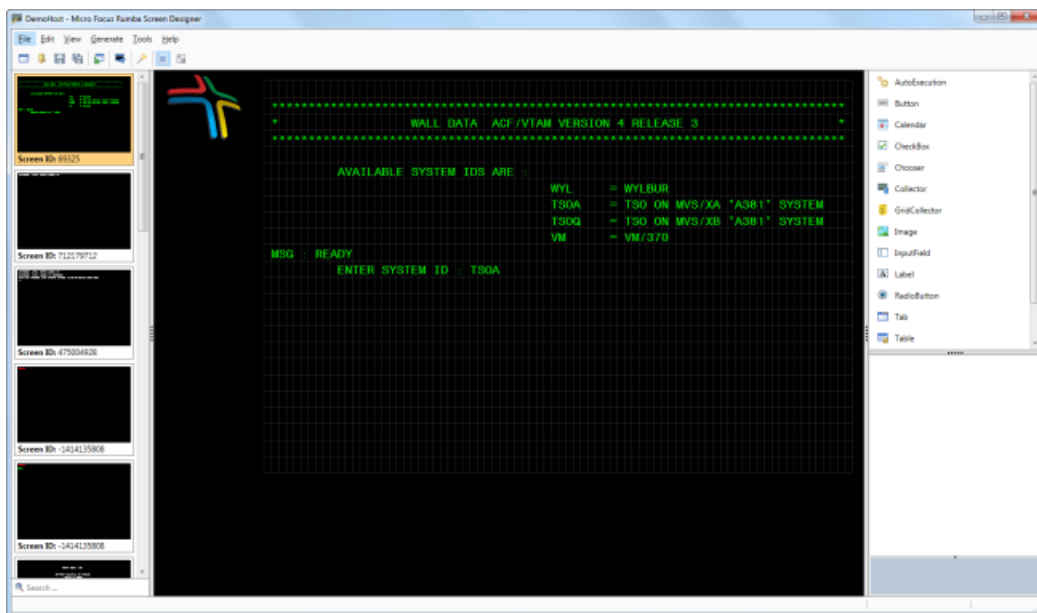 DemoHost - Micro Focus Rumba Screen Designer
File Edit View Generate Tools Help
Screen ID: 69325
Screen ID: 712179712
Screen ID: 475004928
Screen ID: -1414135808
Screen ID: -1414135808
Search ...
********************************************************************************
* WALL DATA ACF/VTAM VERSION 4 RELEASE 3 *
********************************************************************************
AVAILABLE SYSTEM IDS ARE :
WYL = WYLBUR
TSOA = TSO ON MVS/XA "A381" SYSTEM
TSOQ = TSO ON MVS/XB "A381" SYSTEM
VM = VM/370
MSG : READY
ENTER SYSTEM ID : TSOA
AutoExecution
Button
Calendar
CheckBox
Chooser
Collector
GridCollector
Image
InputField
Label
RadioButton
Tab
Table